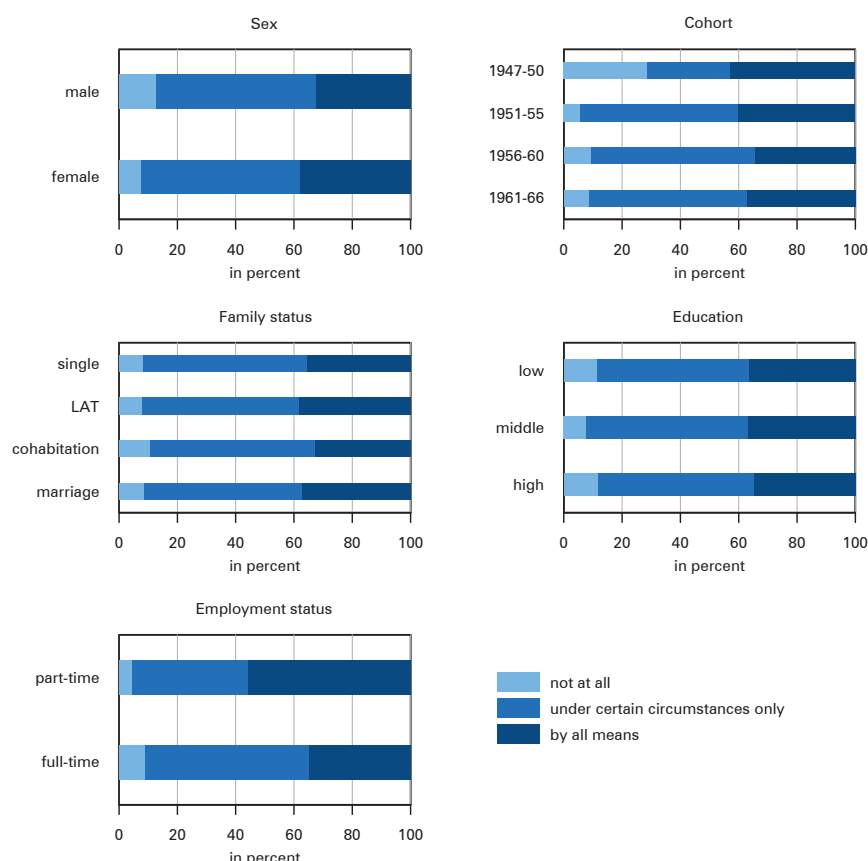 Sex
male
female
0 20 40 60 80 100
in percent
Cohort
1947-50
1951-55
1956-60
1961-66
0 20 40 60 80 100
in percent
Family status
single
LAT
cohabitation
marriage
0 20 40 60 80 100
in percent
Education
low
middle
high
0 20 40 60 80 100
in percent
Employment status
part-time
full-time
0 20 40 60 80 100
in percent
not at all
under certain circumstances only
by all means